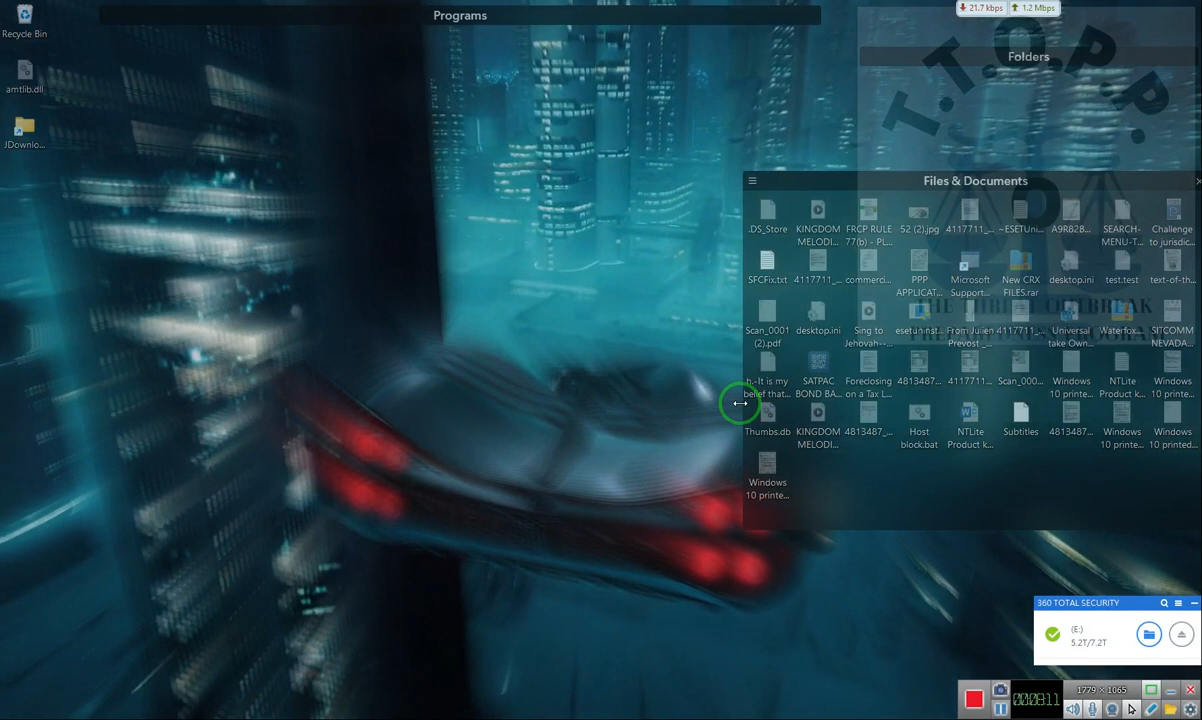 Programs
21.7 kbps
1.2 Mbps
Recycle Bin
amtlib.dll
JDownlo...
Folders
T.T.O.P.P.
Files & Documents
.DS_Store
KINGDOM
MELODI...
FRCP RULE
77(b) - PL...
52 (2).jpg
4117711_...
~ESETUni...
A9R82B...
SEARCH-
MENU-T...
Challenge
to jurisdic...
SFCFix.txt
4117711_...
commerci...
PPP
APPLICAT...
Microsoft
Support...
New CRX
FILES.rar
desktop.ini
test.test
text-of-th...
Scan_0001
(2).pdf
desktop.ini
Sing to
Jehovah--...
esetuninst...
From Julien
Prevost_...
4117711_...
Universal
take Own...
Waterfox...
SITCOMM
NEVADA...
h.-It is my
belief that...
SATPAC
BOND BA...
Foreclosing
on a Tax L...
4813487...
4117711_...
Scan_000...
Windows
10 printe...
NTLite
Product k...
Windows
10 printe...
Thumbs.db
KINGDOM
MELODI...
4813487_...
Host
block.bat
NTLite
Product k...
Subtitles
4813487...
Windows
10 printe...
Windows
10 printed...
Windows
10 printe...
360 TOTAL SECURITY
(E:)
5.2T/7.2T
1779 × 1065